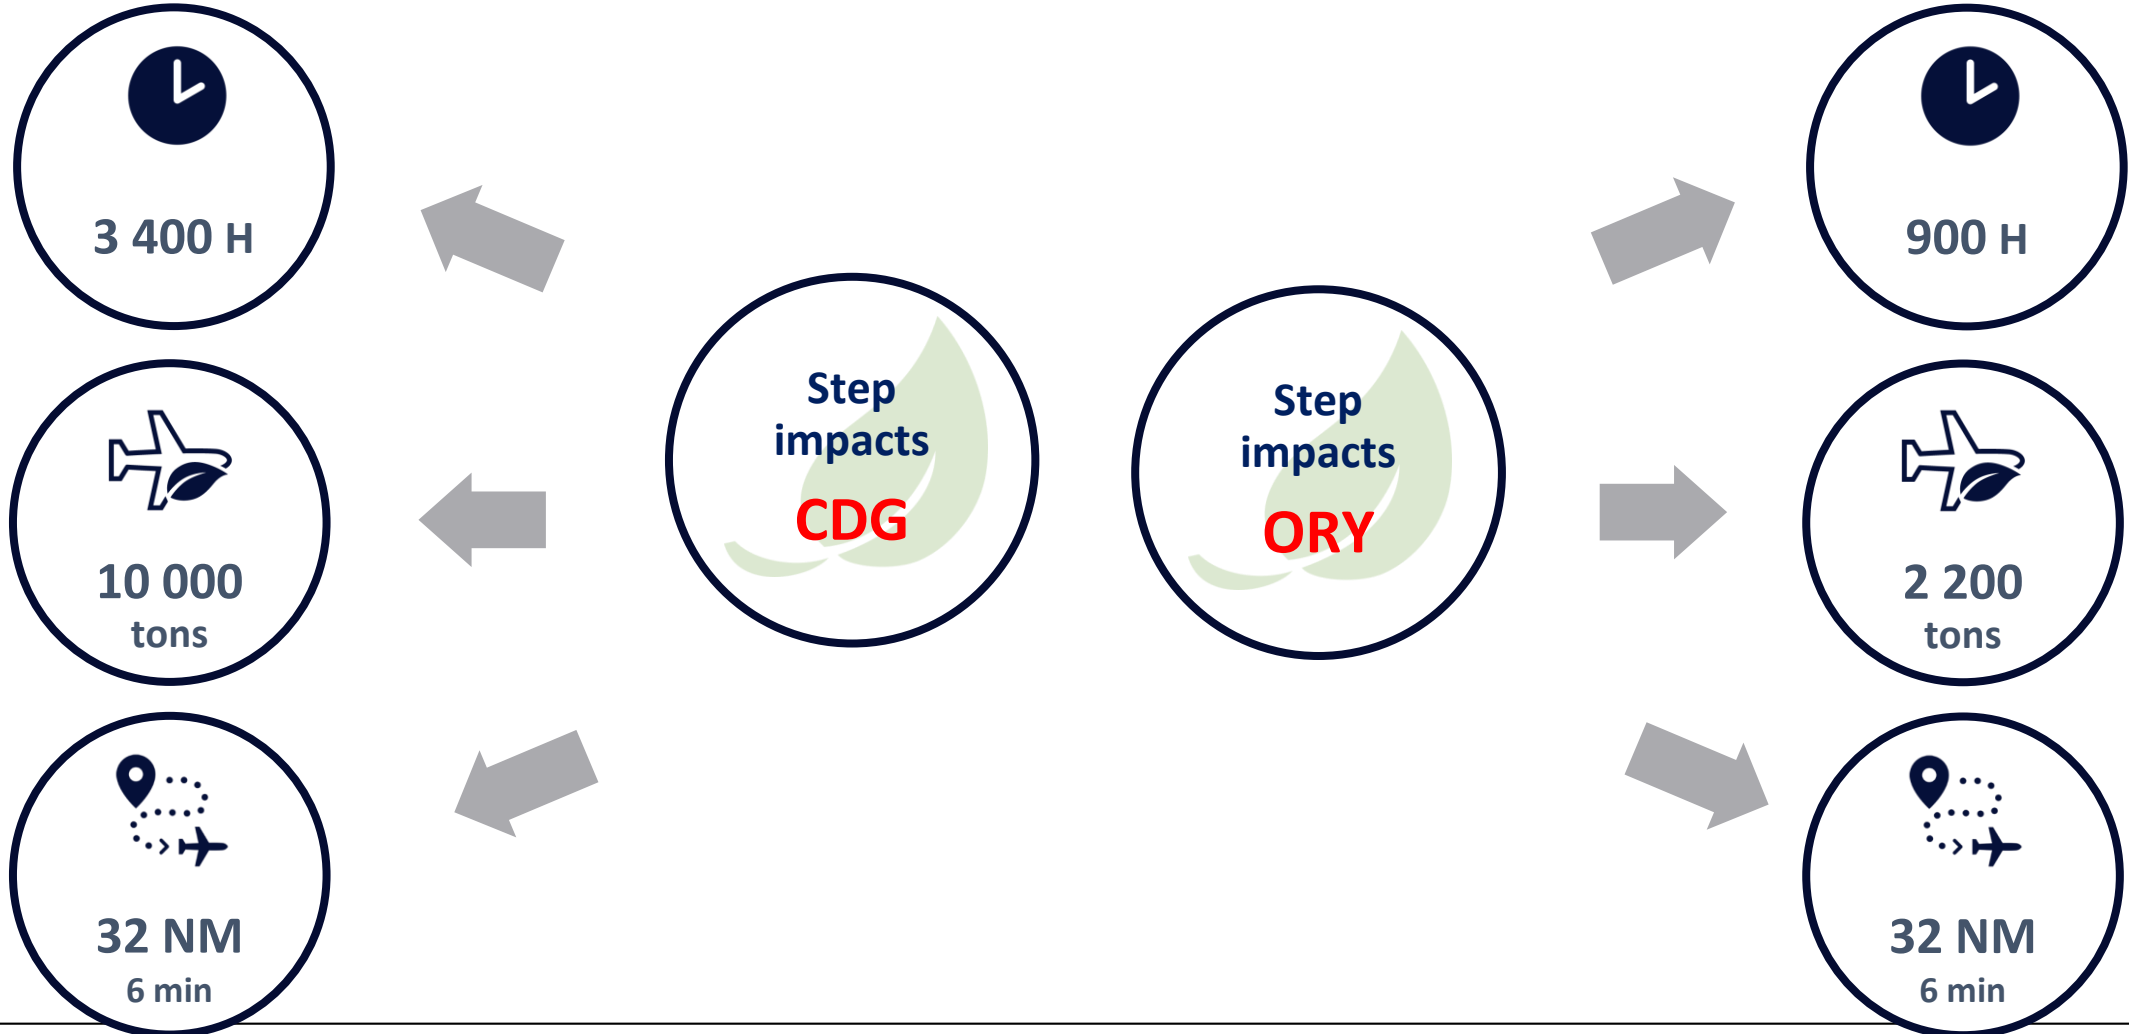 3 400 H
10 000
tons
32 NM
6 min
Step
impacts
CDG
Step
impacts
ORY
900 H
2 200
tons
32 NM
6 min